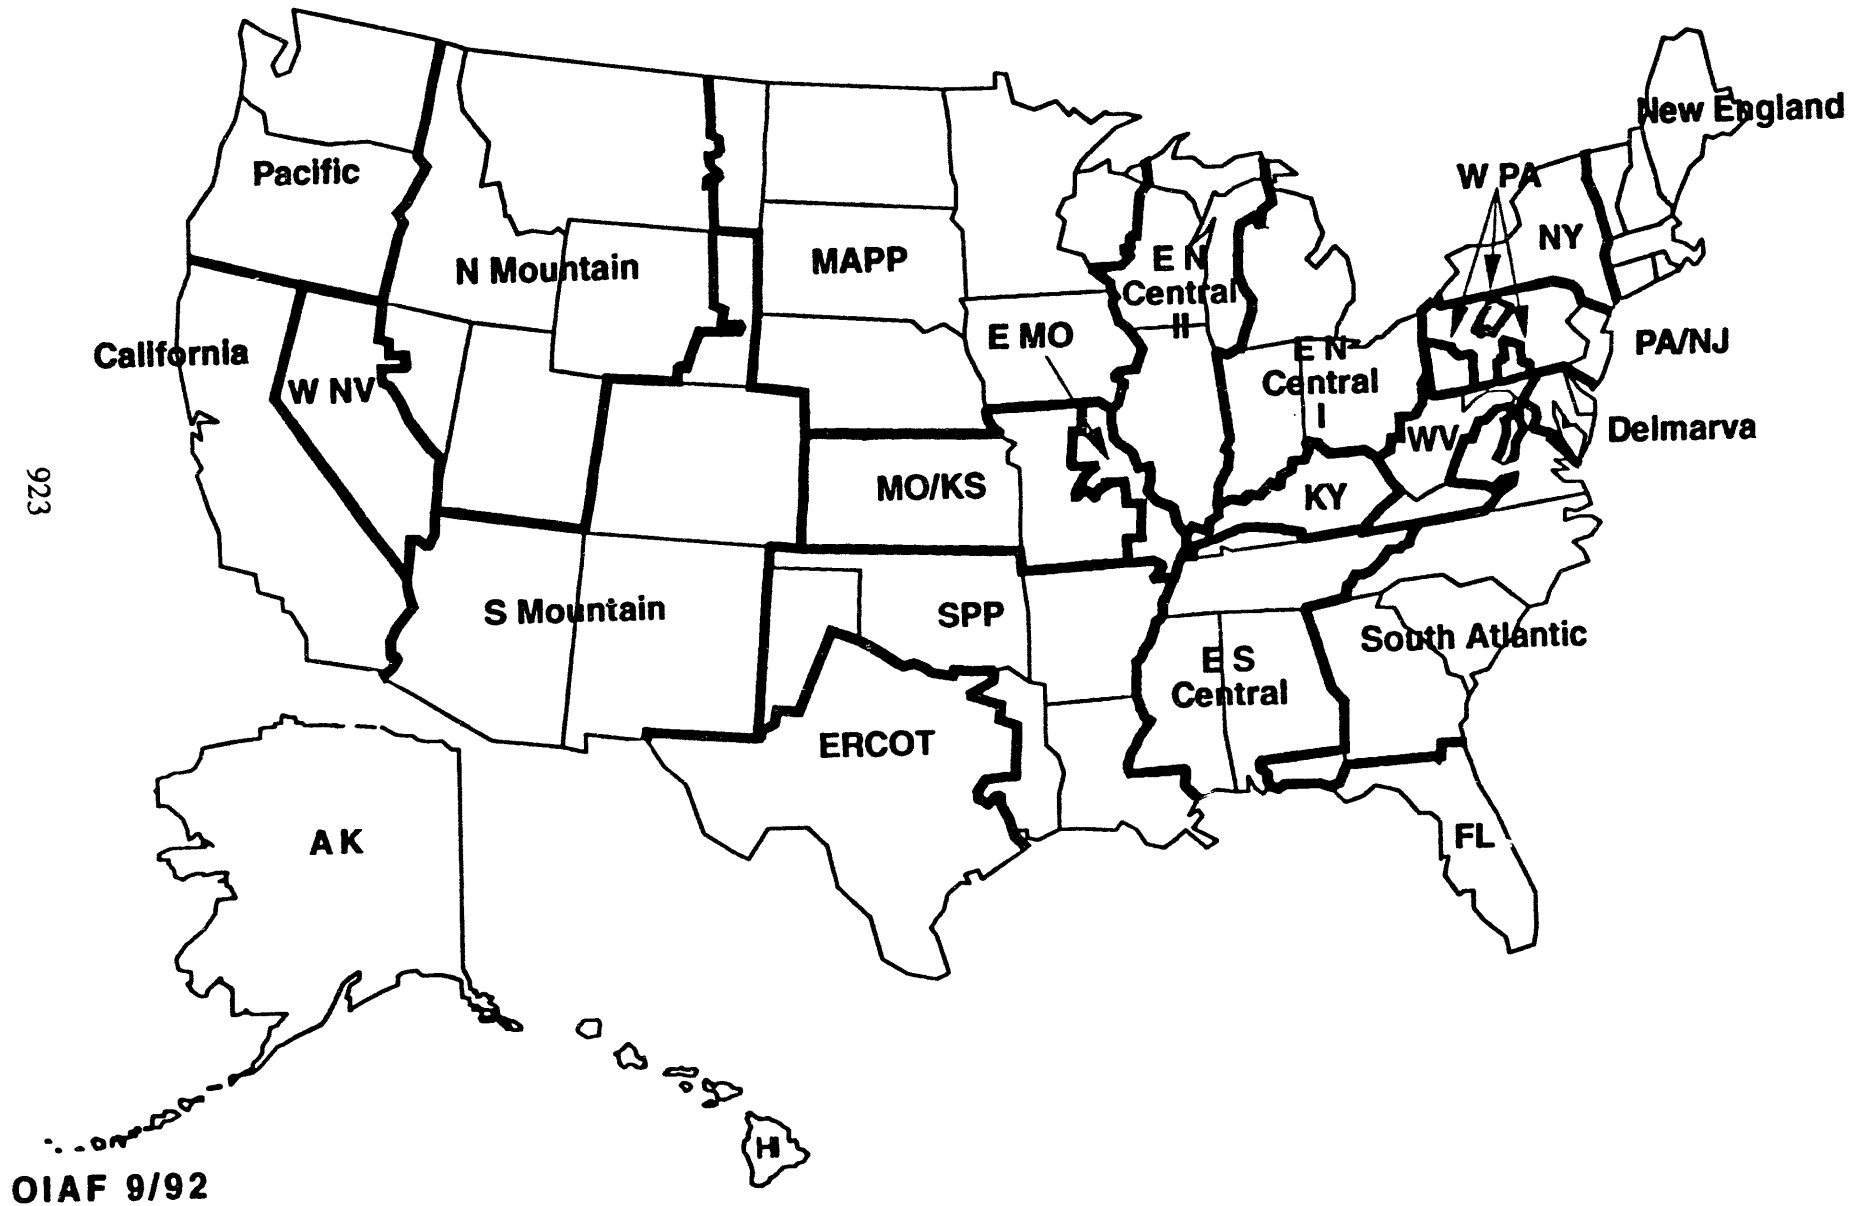 New England
Pacific
W PA
NY
N Mountain
MAPP
E N
Central
II
E MO
PA/NJ
California
E N
Central
I
W NV
Delmarva
WV
923
MO/KS
KY
S Mountain
SPP
South Atlantic
E S
Central
ERCOT
FL
AK
HI
OIAF 9/92